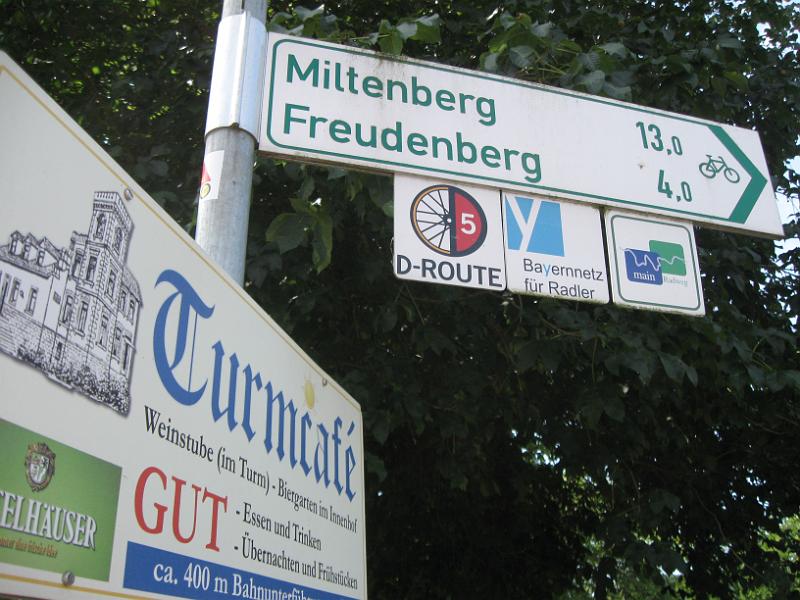 Miltenberg 13,0
Freudenberg 4,0
5
D-ROUTE
Bayernnetz
für Radler
main
Radweg
Turmcafé
Weinstube (im Turm) - Biergarten im Innenhof
GUT
- Essen und Trinken
- Übernachten und Frühstücken
ca. 400 m